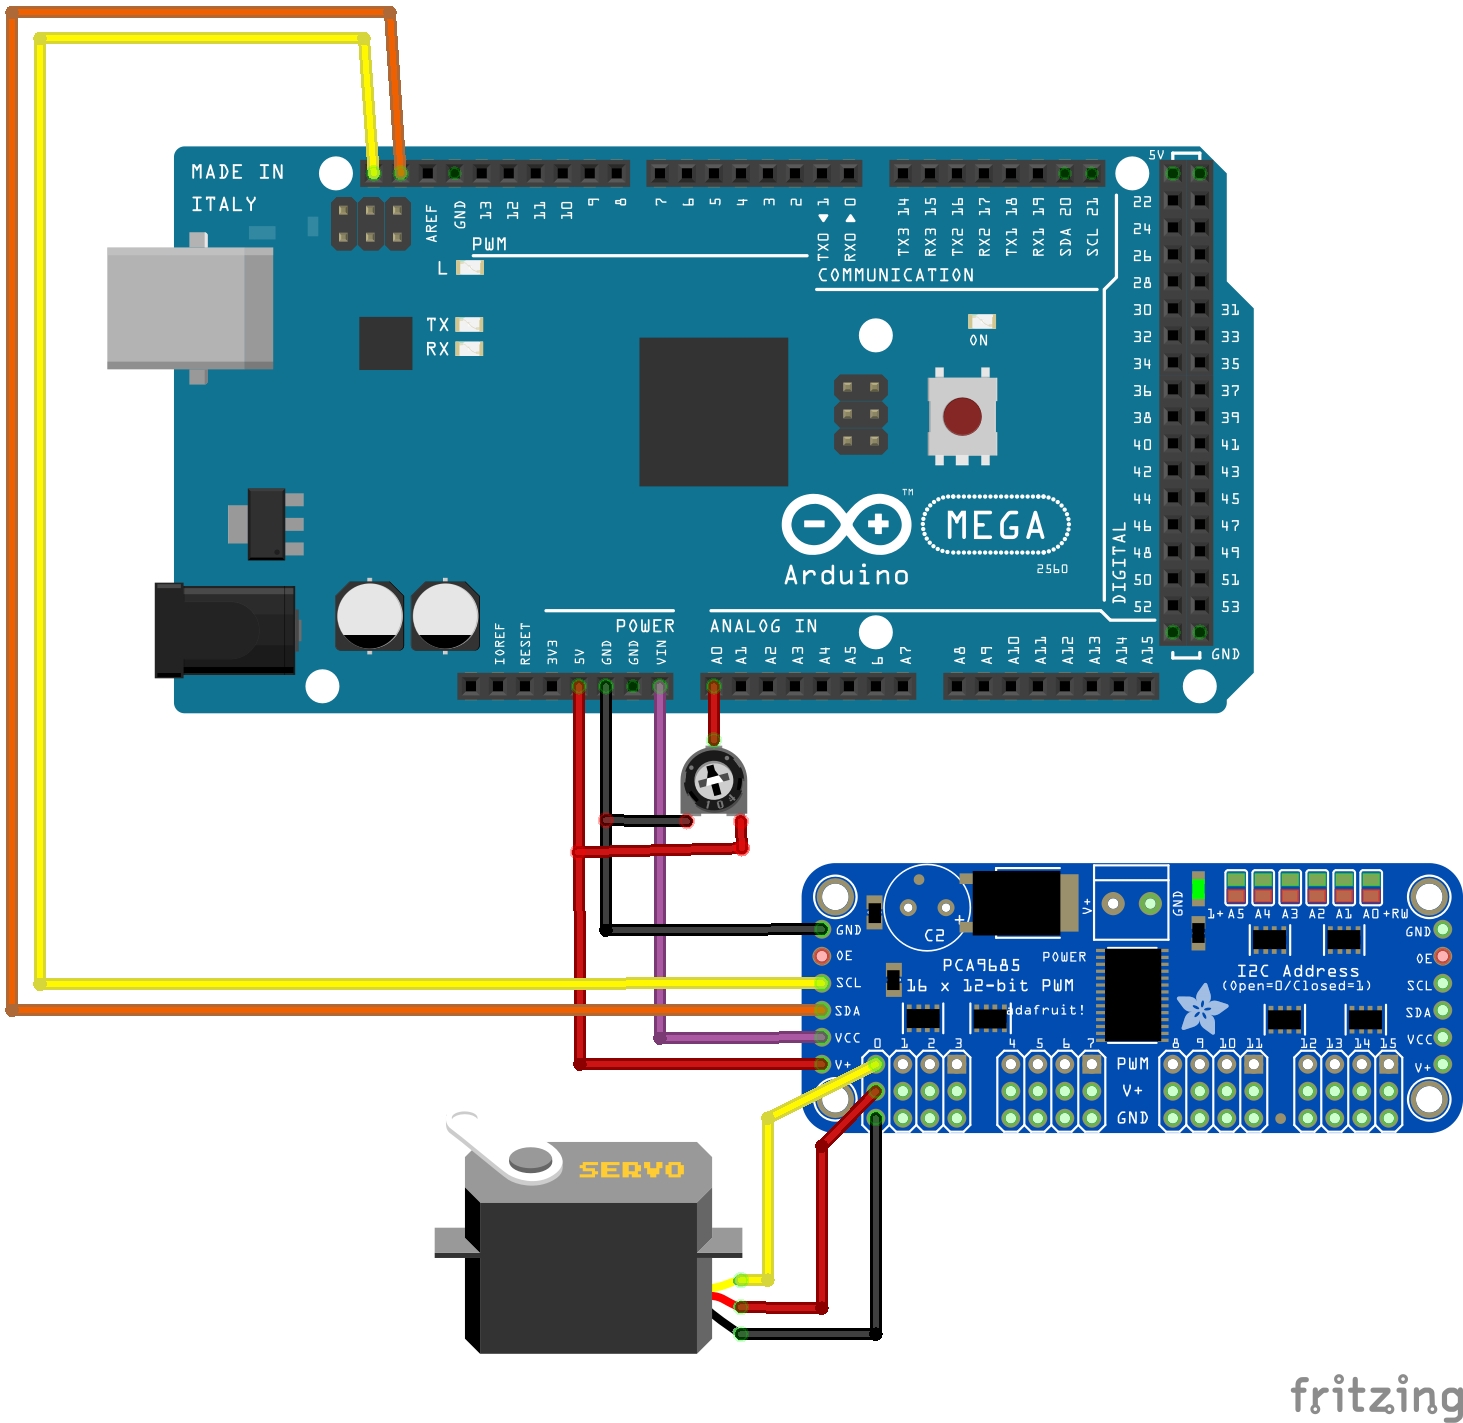 MADE IN
ITALY
AREF
GND
13
12
11
10
9
8
7
6
5
4
3
2
TX0 ◀ 1
RX0 ▶ 0
TX3 14
RX3 15
TX2 16
RX2 17
TX1 18
RX1 19
SDA 20
SCL 21
PWM
COMMUNICATION
L
TX
RX
ON
5V
22
24
26
28
30 31
32 33
34 35
36 37
38 39
40 41
42 43
44 45
46 47
48 49
50 51
52 53
GND
DIGITAL
TM
MEGA
2560
Arduino
POWER
ANALOG IN
IOREF
RESET
3V3
5V
GND
GND
VIN
A0
A1
A2
A3
A4
A5
6
A7
A8
A9
A10
A11
A12
A13
A14
A15
104
GND
OE
SCL
SDA
VCC
V+
C2
+
V+
GND
POWER
PCA9685
16 x 12-bit PWM
adafruit!
1+ A5 A4 A3 A2 A1 A0 +RW
I2C Address
(Open=0/Closed=1)
GND
OE
SCL
SDA
VCC
V+
0 1 2 3 4 5 6 7 8 9 10 11 12 13 14 15
PWM
V+
GND
SERVO
fritzing